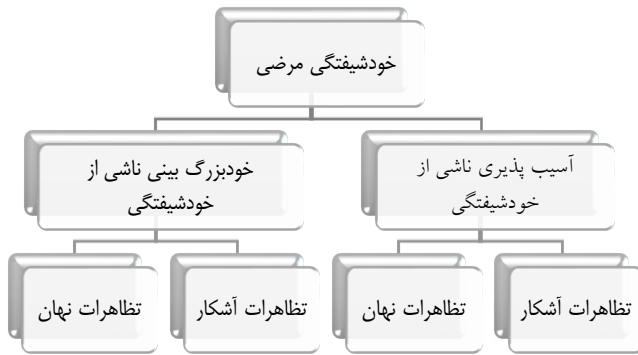 خودشیفتگی مرضی
آسیب پذیری ناشی از
خودشیفتگی
خودبزرگ بینی ناشی از
خودشیفتگی
تظاهرات آشکار
تظاهرات نهان
تظاهرات آشکار
تظاهرات نهان